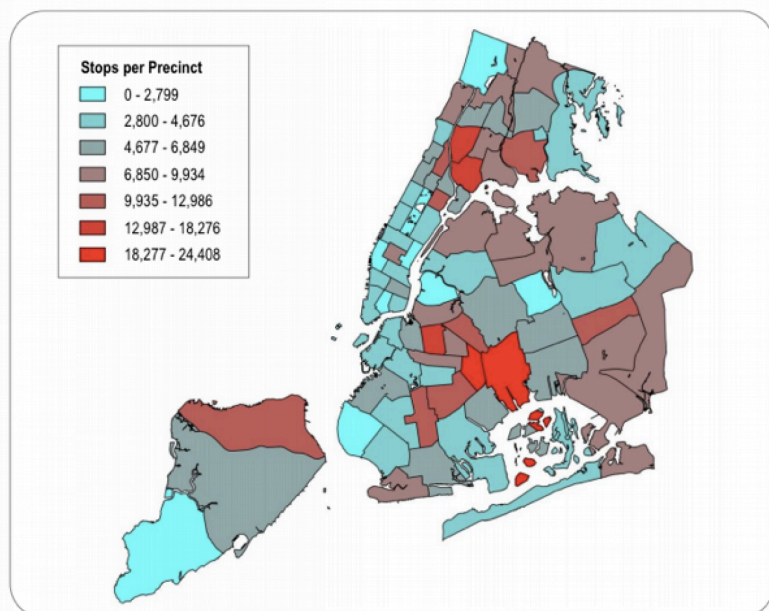 Stops per Precinct
0 - 2,799
2,800 - 4,676
4,677 - 6,849
6,850 - 9,934
9,935 - 12,986
12,987 - 18,276
18,277 - 24,408